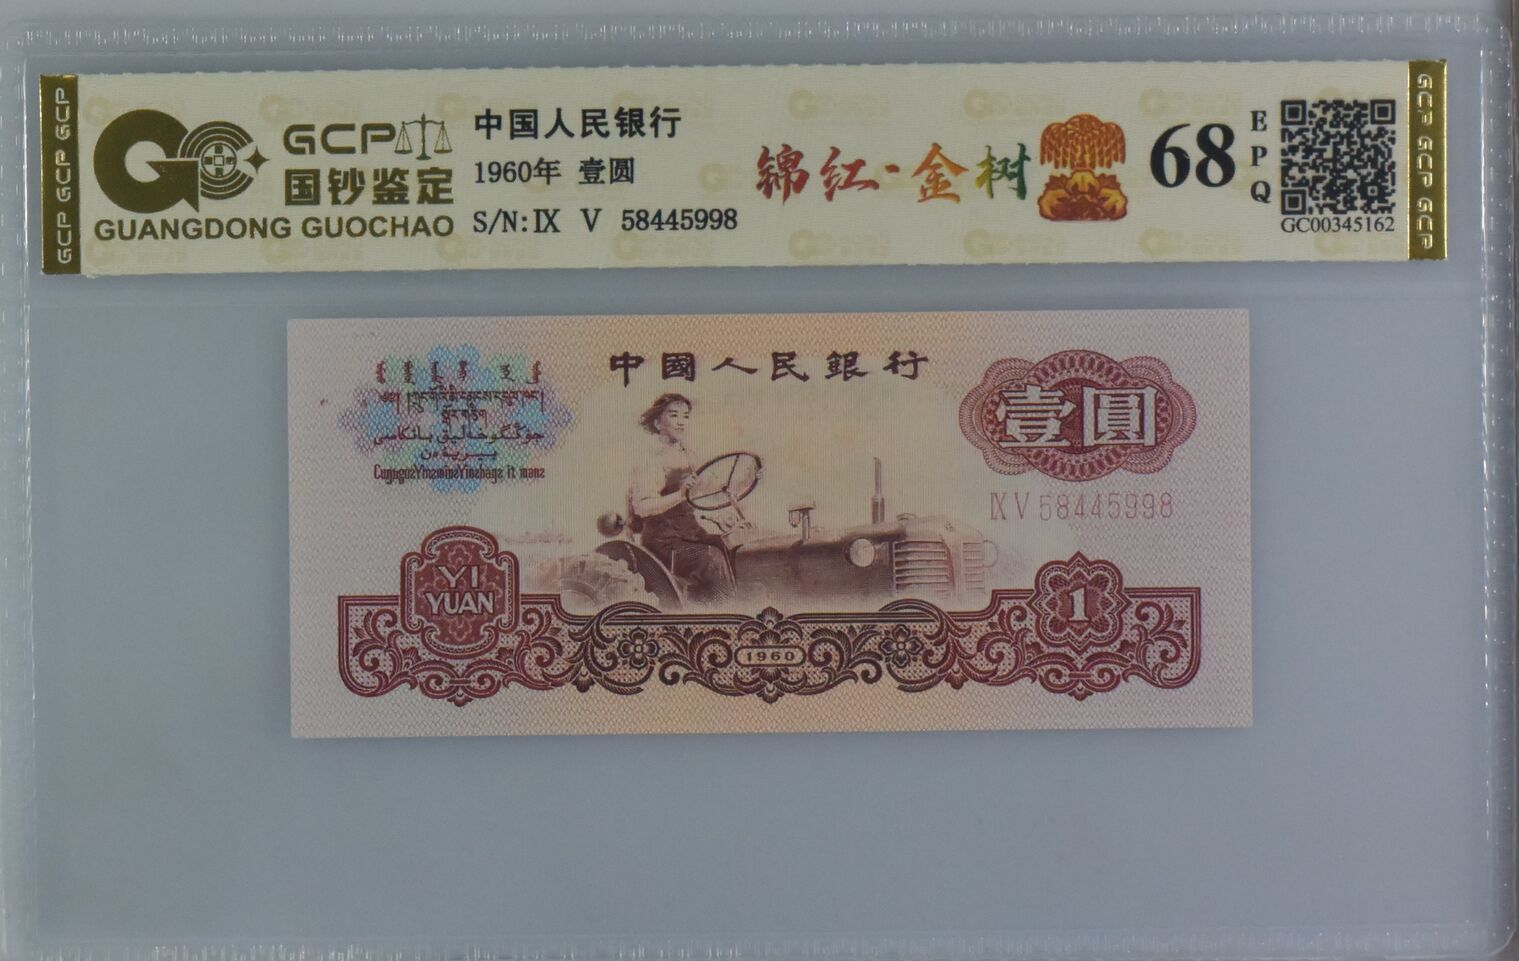 GCP
国钞鉴定
GUANGDONG GUOCHAO
中国人民银行
1960年 壹圆
S/N: IX V 58445998
锦红·金树
68
EPQ
GC00345162
GCP GCP GCP
GCP GCP GCP
中國人民銀行
壹圓
IX V 58445998
YI
YUAN
1960
1